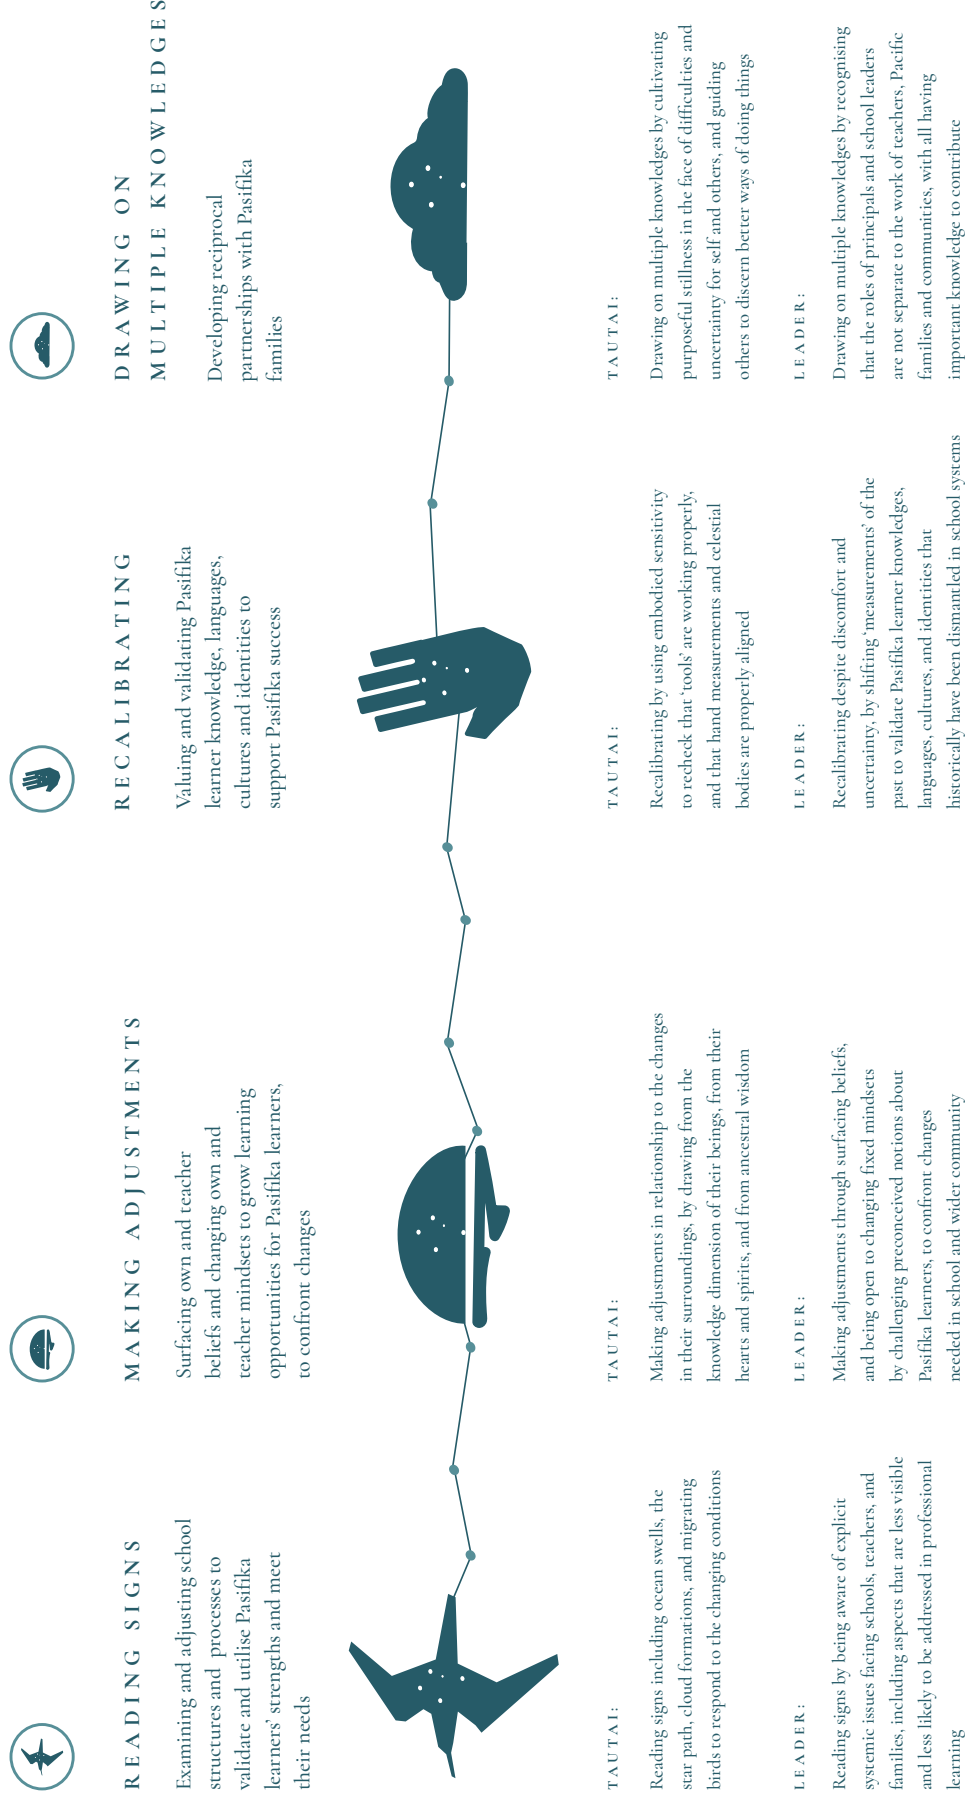 READING SIGNS
Examining and adjusting school
structures and processes to
validate and utilise Pasifika
learners’ strengths and meet
their needs
TAUTAI:
Reading signs including ocean swells, the
star path, cloud formations, and migrating
birds to respond to the changing conditions
LEADER:
Reading signs by being aware of explicit
systemic issues facing schools, teachers, and
families, including aspects that are less visible
and less likely to be addressed in professional
learning
MAKING ADJUSTMENTS
Surfacing own and teacher
beliefs and changing own and
teacher mindsets to grow learning
opportunities for Pasifika learners,
to confront changes
TAUTAI:
Making adjustments in relationship to the changes
in their surroundings, by drawing from the
knowledge dimension of their beings, from their
hearts and spirits, and from ancestral wisdom
LEADER:
Making adjustments through surfacing beliefs,
and being open to changing fixed mindsets
by challenging preconceived notions about
Pasifika learners, to confront changes
needed in school and wider community
RECALIBRATING
Valuing and validating Pasifika
learner knowledge, languages,
cultures and identities to
support Pasifika success
TAUTAI:
Recalibrating by using embodied sensitivity
to recheck that ‘tools’ are working properly,
and that hand measurements and celestial
bodies are properly aligned
LEADER:
Recalibrating despite discomfort and
uncertainty, by shifting ‘measurements’ of the
past to validate Pasifika learner knowledges,
languages, cultures, and identities that
historically have been dismantled in school systems
DRAWING ON
MULTIPLE KNOWLEDGES
Developing reciprocal
partnerships with Pasifika
families
TAUTAI:
Drawing on multiple knowledges by cultivating
purposeful stillness in the face of difficulties and
uncertainty for self and others, and guiding
others to discern better ways of doing things
LEADER:
Drawing on multiple knowledges by recognising
that the roles of principals and school leaders
are not separate to the work of teachers, Pacific
families and communities, with all having
important knowledge to contribute